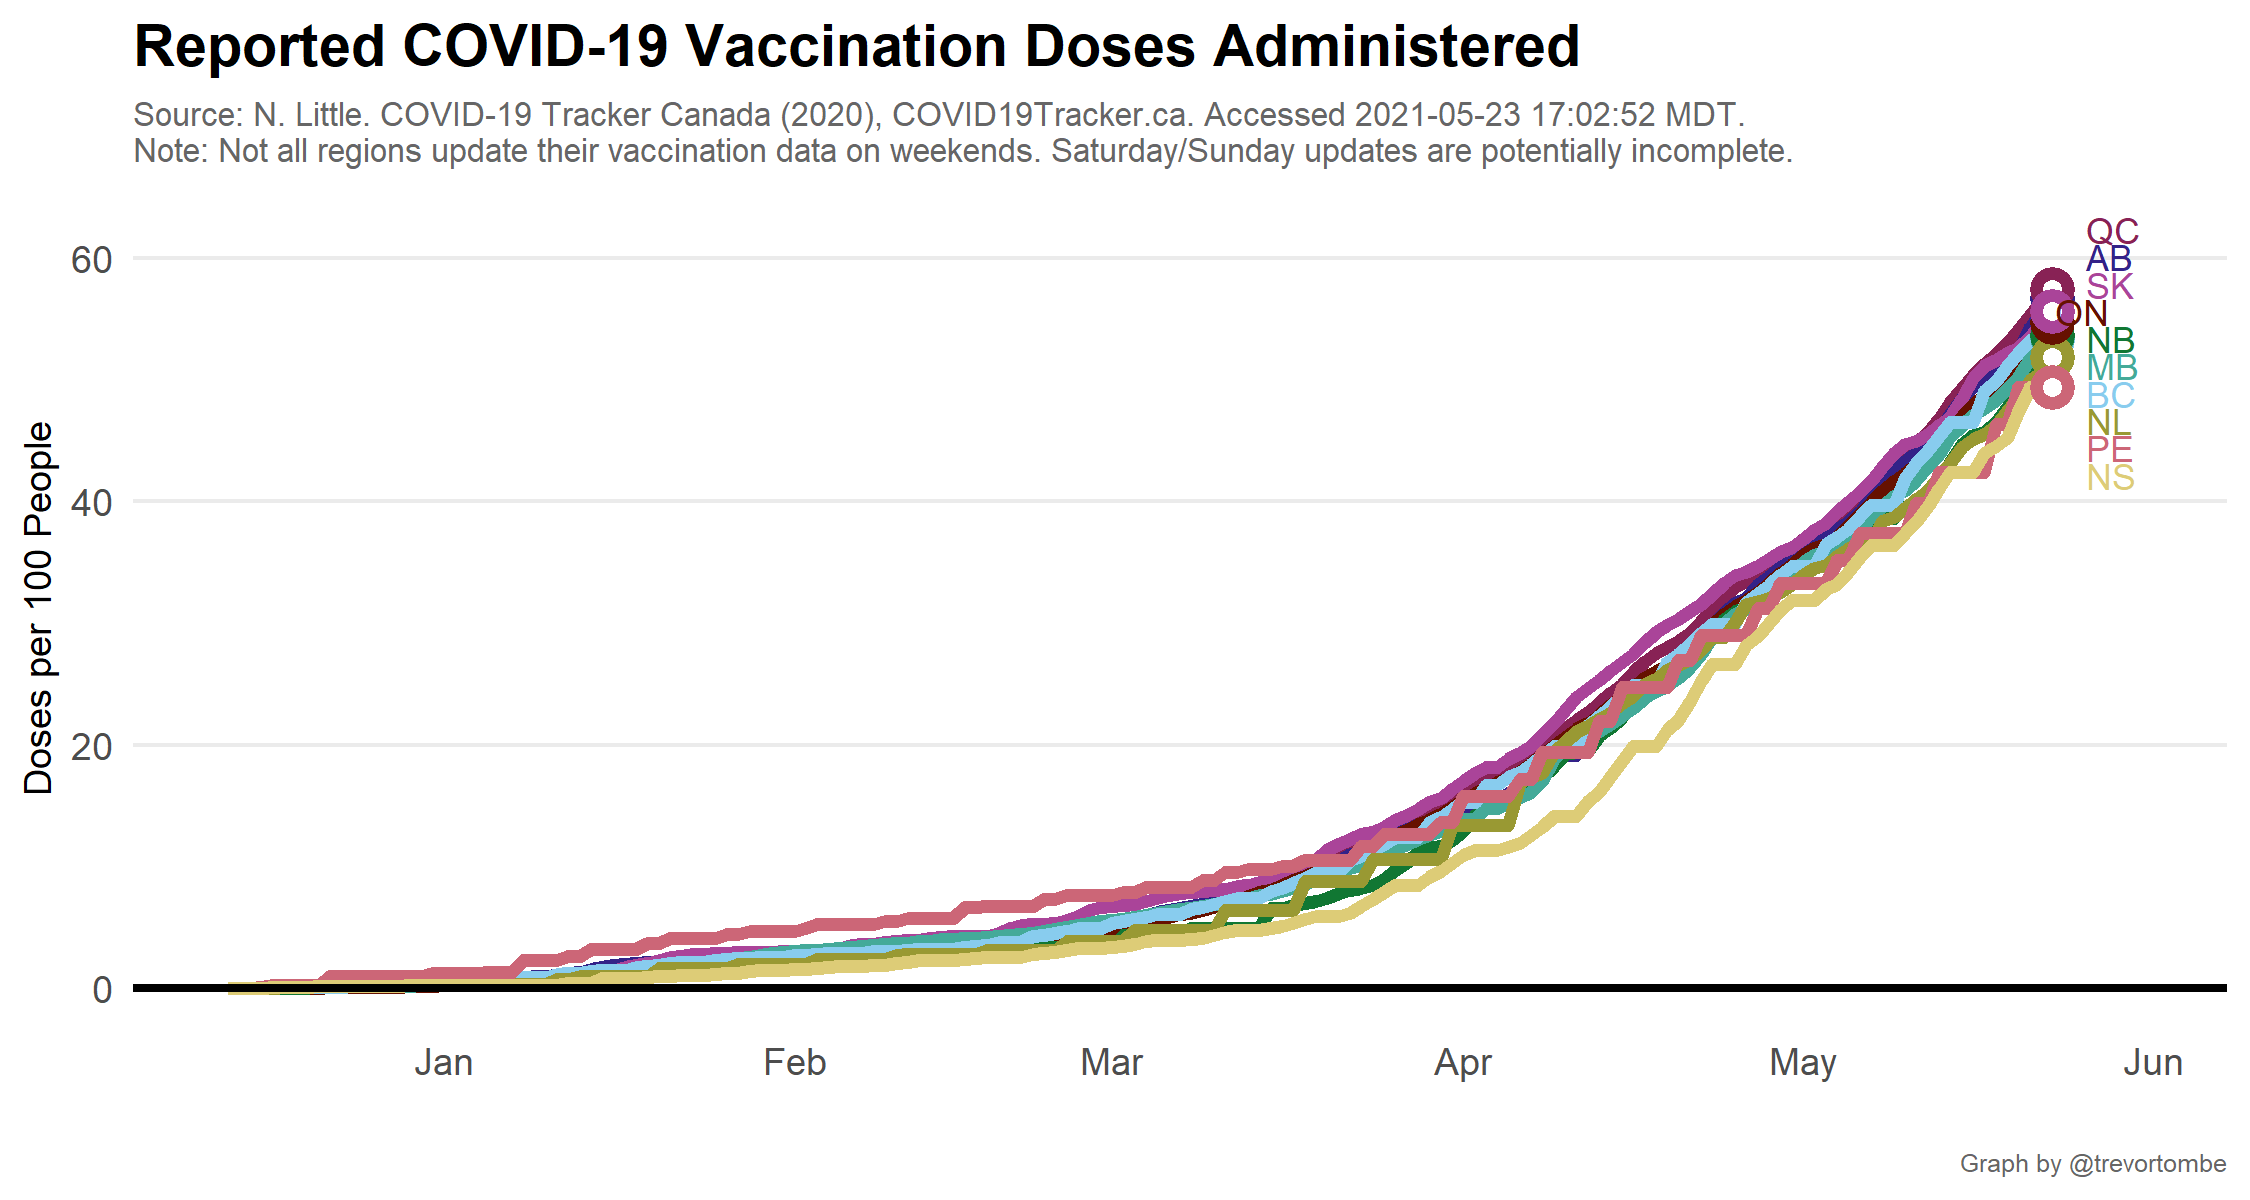 Reported COVID-19 Vaccination Doses Administered
Source: N. Little. COVID-19 Tracker Canada (2020), COVID19Tracker.ca. Accessed 2021-05-23 17:02:52 MDT.
Note: Not all regions update their vaccination data on weekends. Saturday/Sunday updates are potentially incomplete.
Doses per 100 People
60
40
20
0
QC
AB
SK
ON
NB
MB
BC
NL
PE
NS
Jan Feb Mar Apr May Jun
Graph by @trevortombe